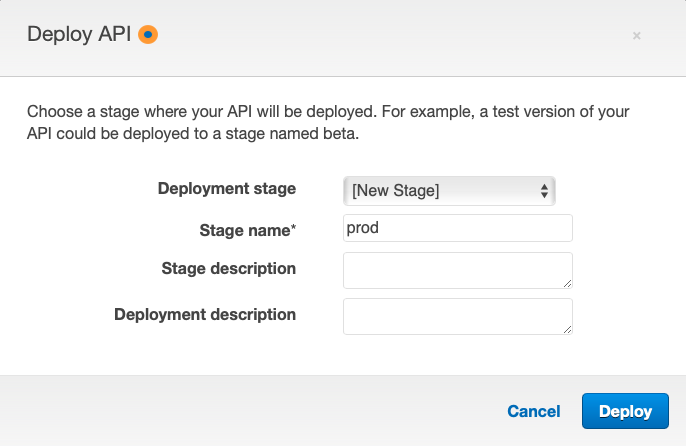 Deploy API
×
Choose a stage where your API will be deployed. For example, a test version of your
API could be deployed to a stage named beta.
Deployment stage [New Stage]
Stage name* prod
Stage description
Deployment description
Cancel Deploy